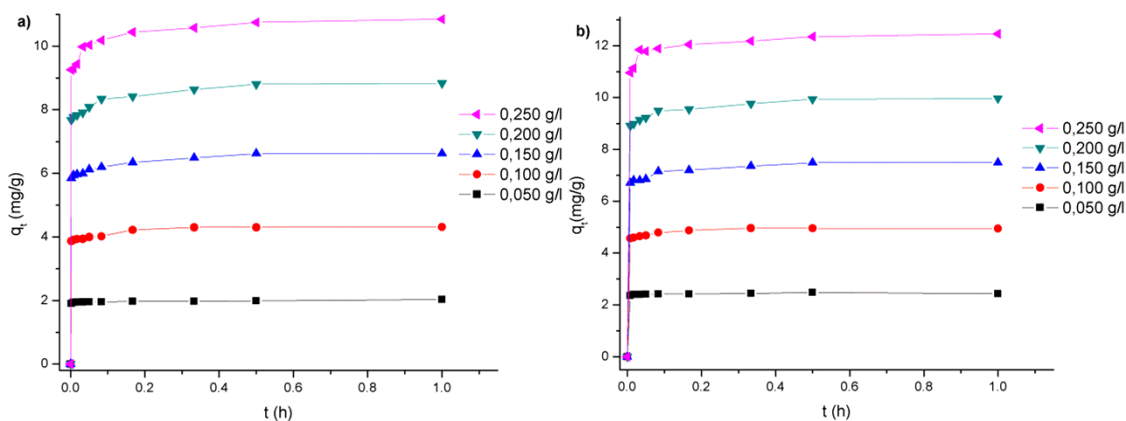 a)
q_t (mg/g)
10
8
6
4
2
0
0.0 0.2 0.4 0.6 0.8 1.0
t (h)
0,250 g/l
0,200 g/l
0,150 g/l
0,100 g/l
0,050 g/l
b)
q_t(mg/g)
12
10
8
6
4
2
0
0.0 0.2 0.4 0.6 0.8 1.0
t (h)
0,250 g/l
0,200 g/l
0,150 g/l
0,100 g/l
0,050 g/l